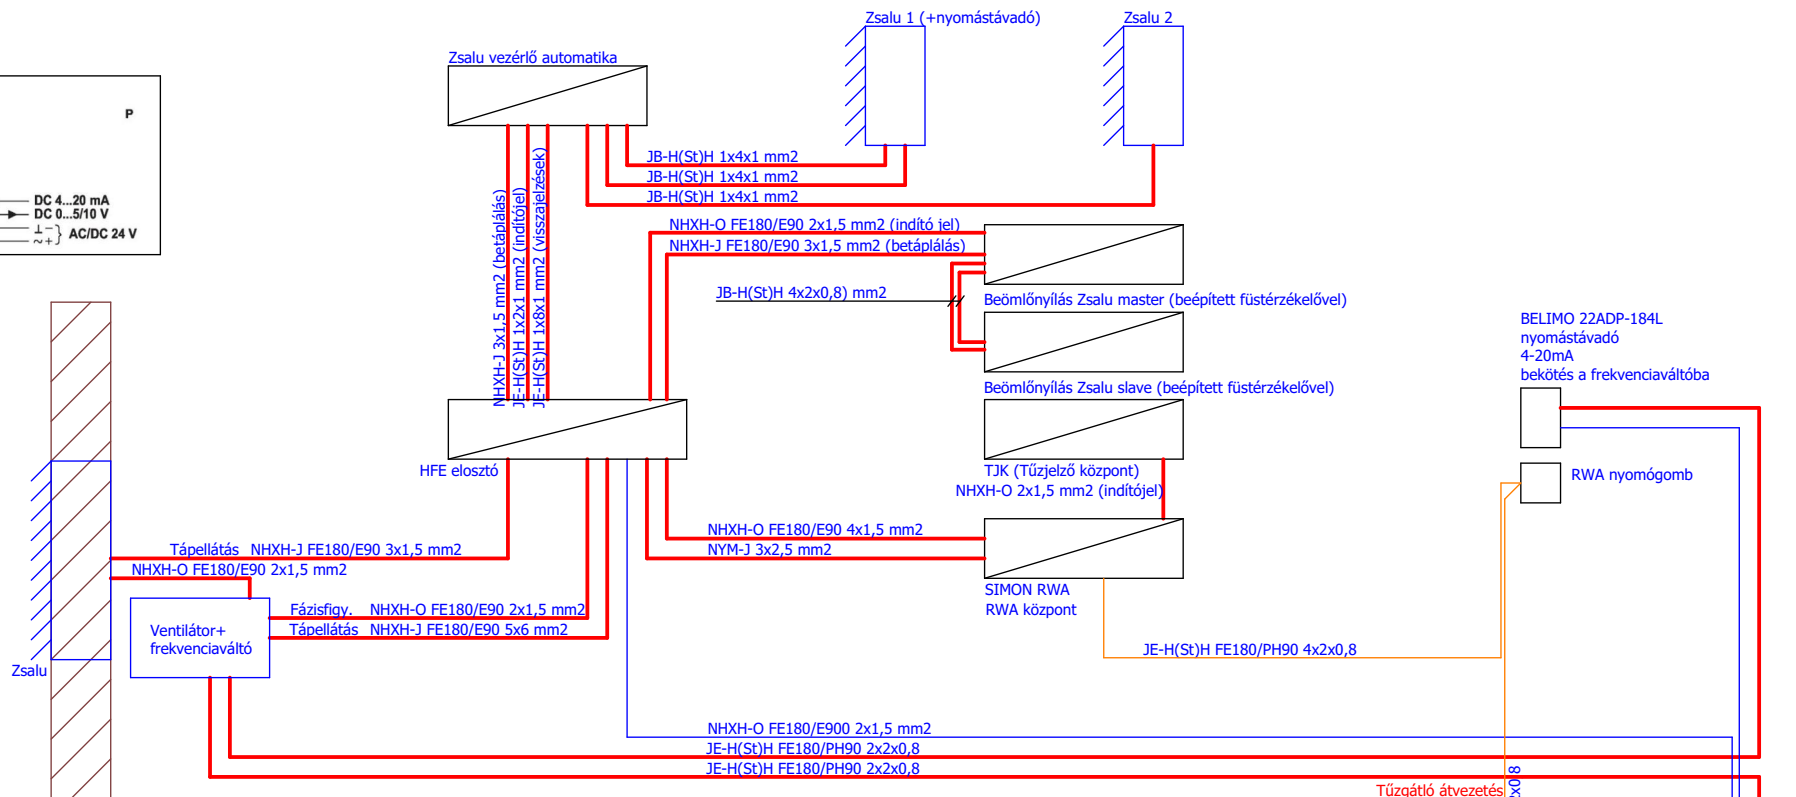 Zsalu 1 (+nyomástávadó)
Zsalu 2
Zsalu vezérlő automatika
P
DC 4...20 mA
DC 0...5/10 V
⊥ −
~ + } AC/DC 24 V
JB-H(St)H 1x4x1 mm2
JB-H(St)H 1x4x1 mm2
JB-H(St)H 1x4x1 mm2
NHXH-J 3x1,5 mm2 (betáplálás)
JE-H(St)H 1x2x1 mm2 (indítójel)
JE-H(St)H 1x8x1 mm2 (visszajelzések)
NHXH-O FE180/E90 2x1,5 mm2 (indító jel)
NHXH-J FE180/E90 3x1,5 mm2 (betáplálás)
JB-H(St)H 4x2x0,8) mm2
Beömlőnyílás Zsalu master (beépített füstérzékelővel)
Beömlőnyílás Zsalu slave (beépített füstérzékelővel)
BELIMO 22ADP-184L
nyomástávadó
4-20mA
bekötés a frekvenciaváltóba
HFE elosztó
TJK (Tűzjelző központ)
NHXH-O 2x1,5 mm2 (indítójel)
RWA nyomógomb
NHXH-O FE180/E90 4x1,5 mm2
NYM-J 3x2,5 mm2
Tápellátás NHXH-J FE180/E90 3x1,5 mm2
NHXH-O FE180/E90 2x1,5 mm2
SIMON RWA
RWA központ
Fázisfigy. NHXH-O FE180/E90 2x1,5 mm2
Tápellátás NHXH-J FE180/E90 5x6 mm2
Ventilátor+
frekvenciaváltó
Zsalu
JE-H(St)H FE180/PH90 4x2x0,8
NHXH-O FE180/E900 2x1,5 mm2
JE-H(St)H FE180/PH90 2x2x0,8
JE-H(St)H FE180/PH90 2x2x0,8
Tűzgátló átvezetés
x0,8